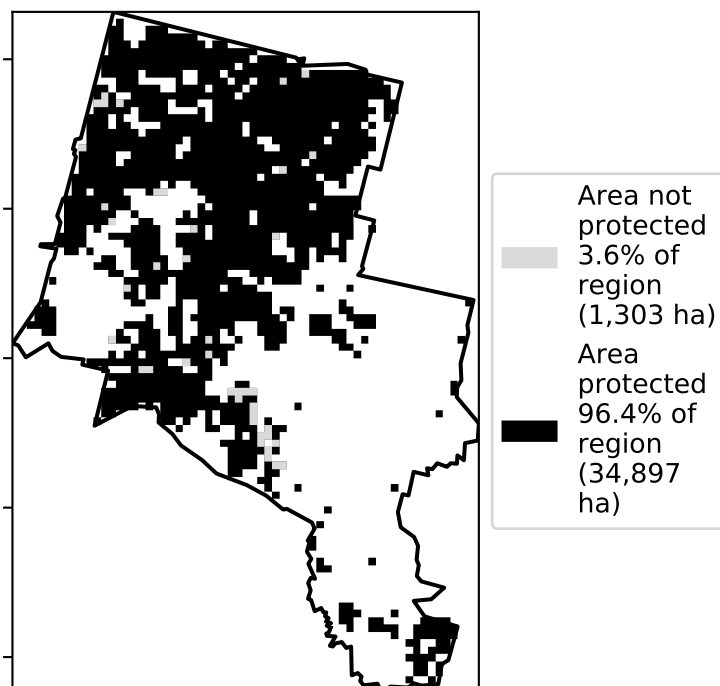 Area not
protected
3.6% of
region
(1,303 ha)
Area
protected
96.4% of
region
(34,897
ha)